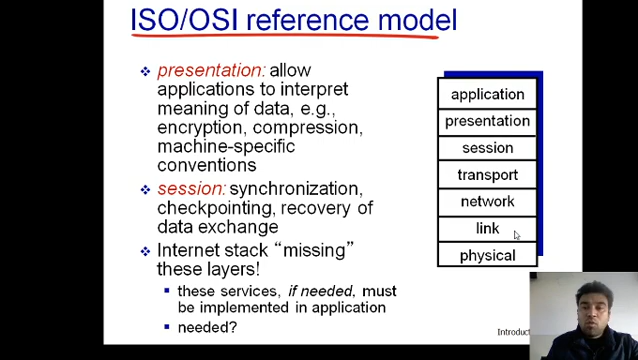 ISO/OSI reference model
presentation: allow
applications to interpret
meaning of data, e.g.,
encryption, compression,
machine-specific
conventions
session: synchronization,
checkpointing, recovery of
data exchange
Internet stack “missing”
these layers!
these services, if needed, must
be implemented in application
needed?
application
presentation
session
transport
network
link
physical